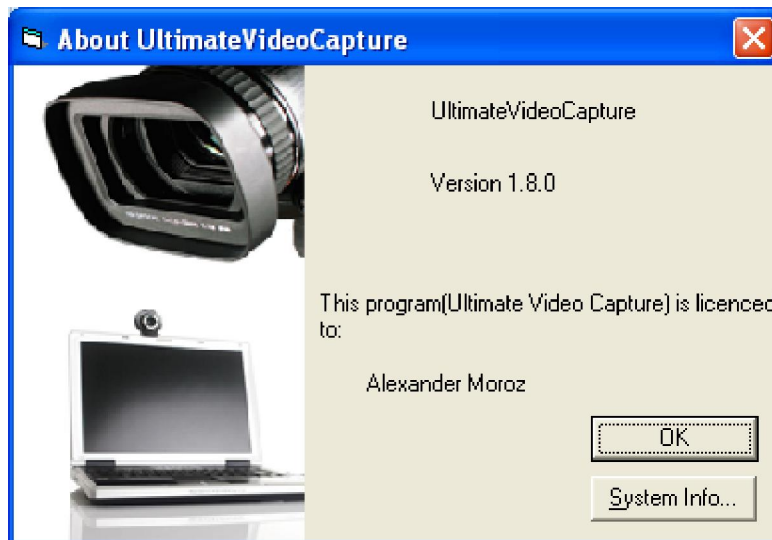 About UltimateVideoCapture
UltimateVideoCapture
Version 1.8.0
This program(Ultimate Video Capture) is licenced
to:
Alexander Moroz
OK
System Info...